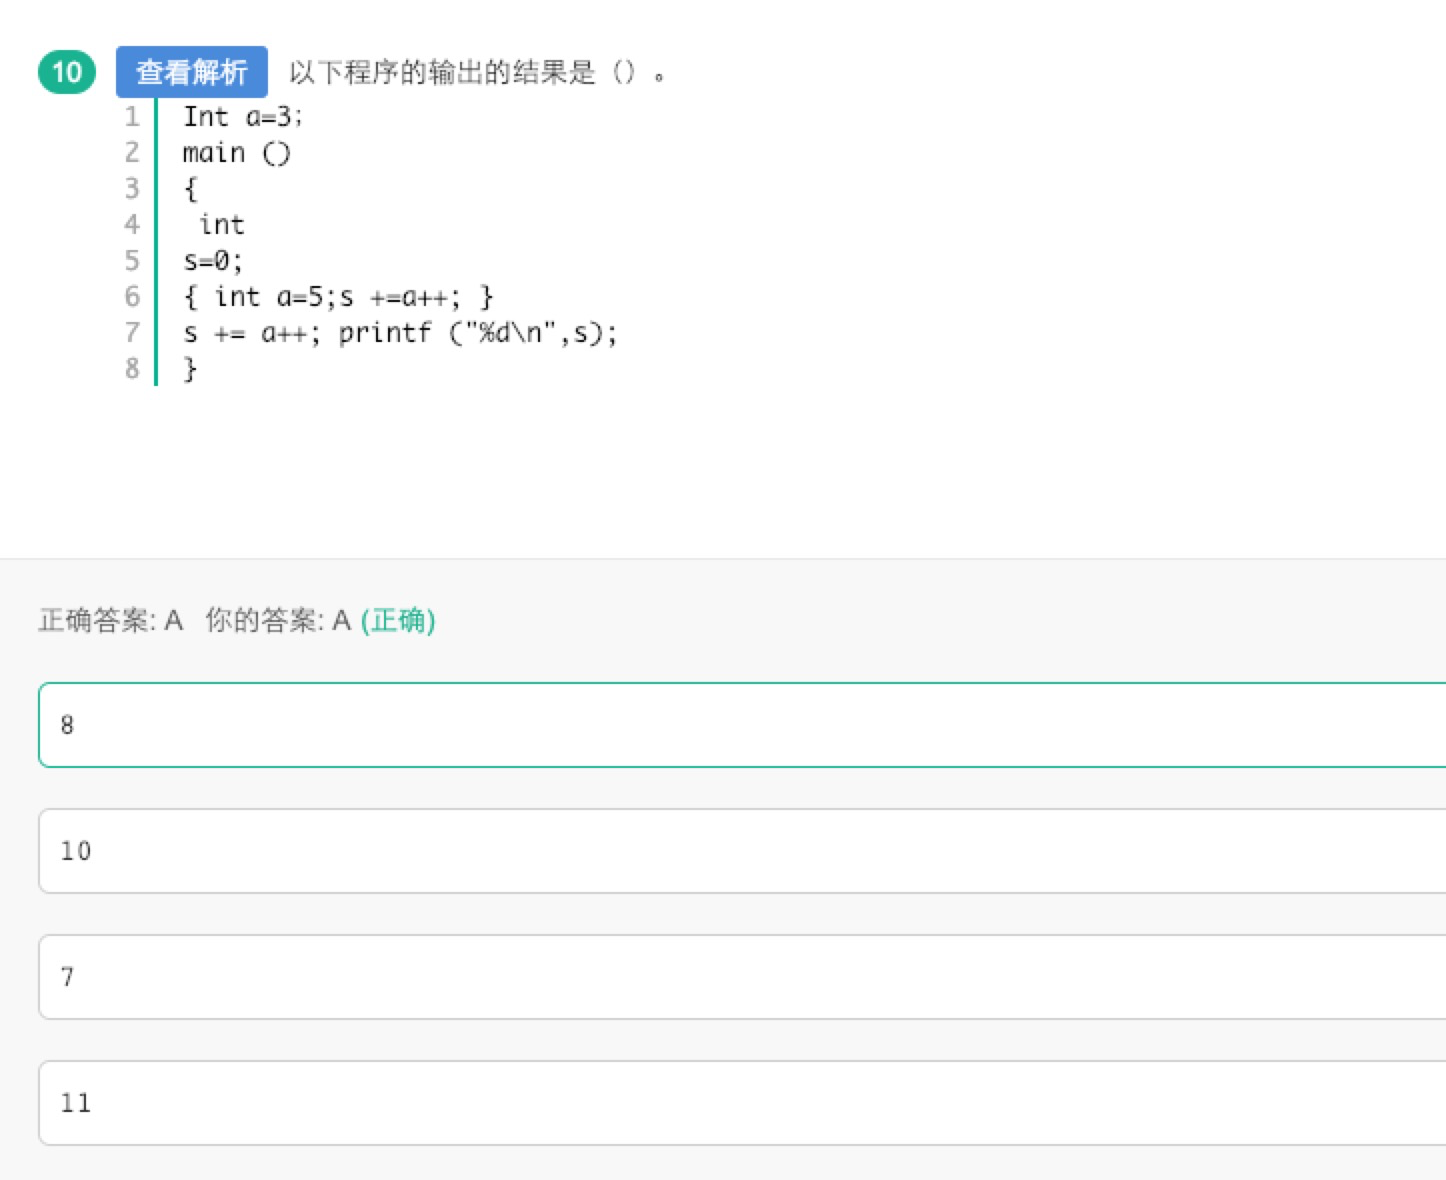 10 查看解析 以下程序的输出的结果是（）。
1 Int a=3;
2 main ()
3 {
4  int
5 s=0;
6 { int a=5;s +=a++; }
7 s += a++; printf ("%d\n",s);
8 }
正确答案: A 你的答案: A (正确)
8
10
7
11